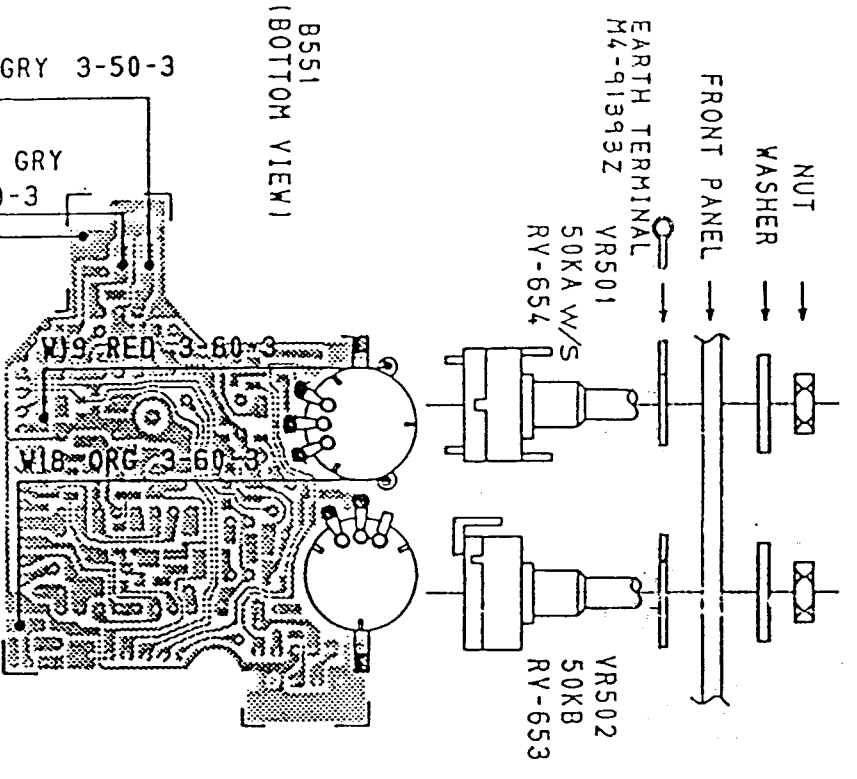 GRY 3-50-3
GRY
-3
W19 RED 3-60-3
W18 ORG 3-60-3
B551
(BOTTOM VIEW)
EARTH TERMINAL
M4-91393Z
FRONT PANEL
WASHER
NUT
VR501
50KA W/S
RV-654
VR502
50KB
RV-653